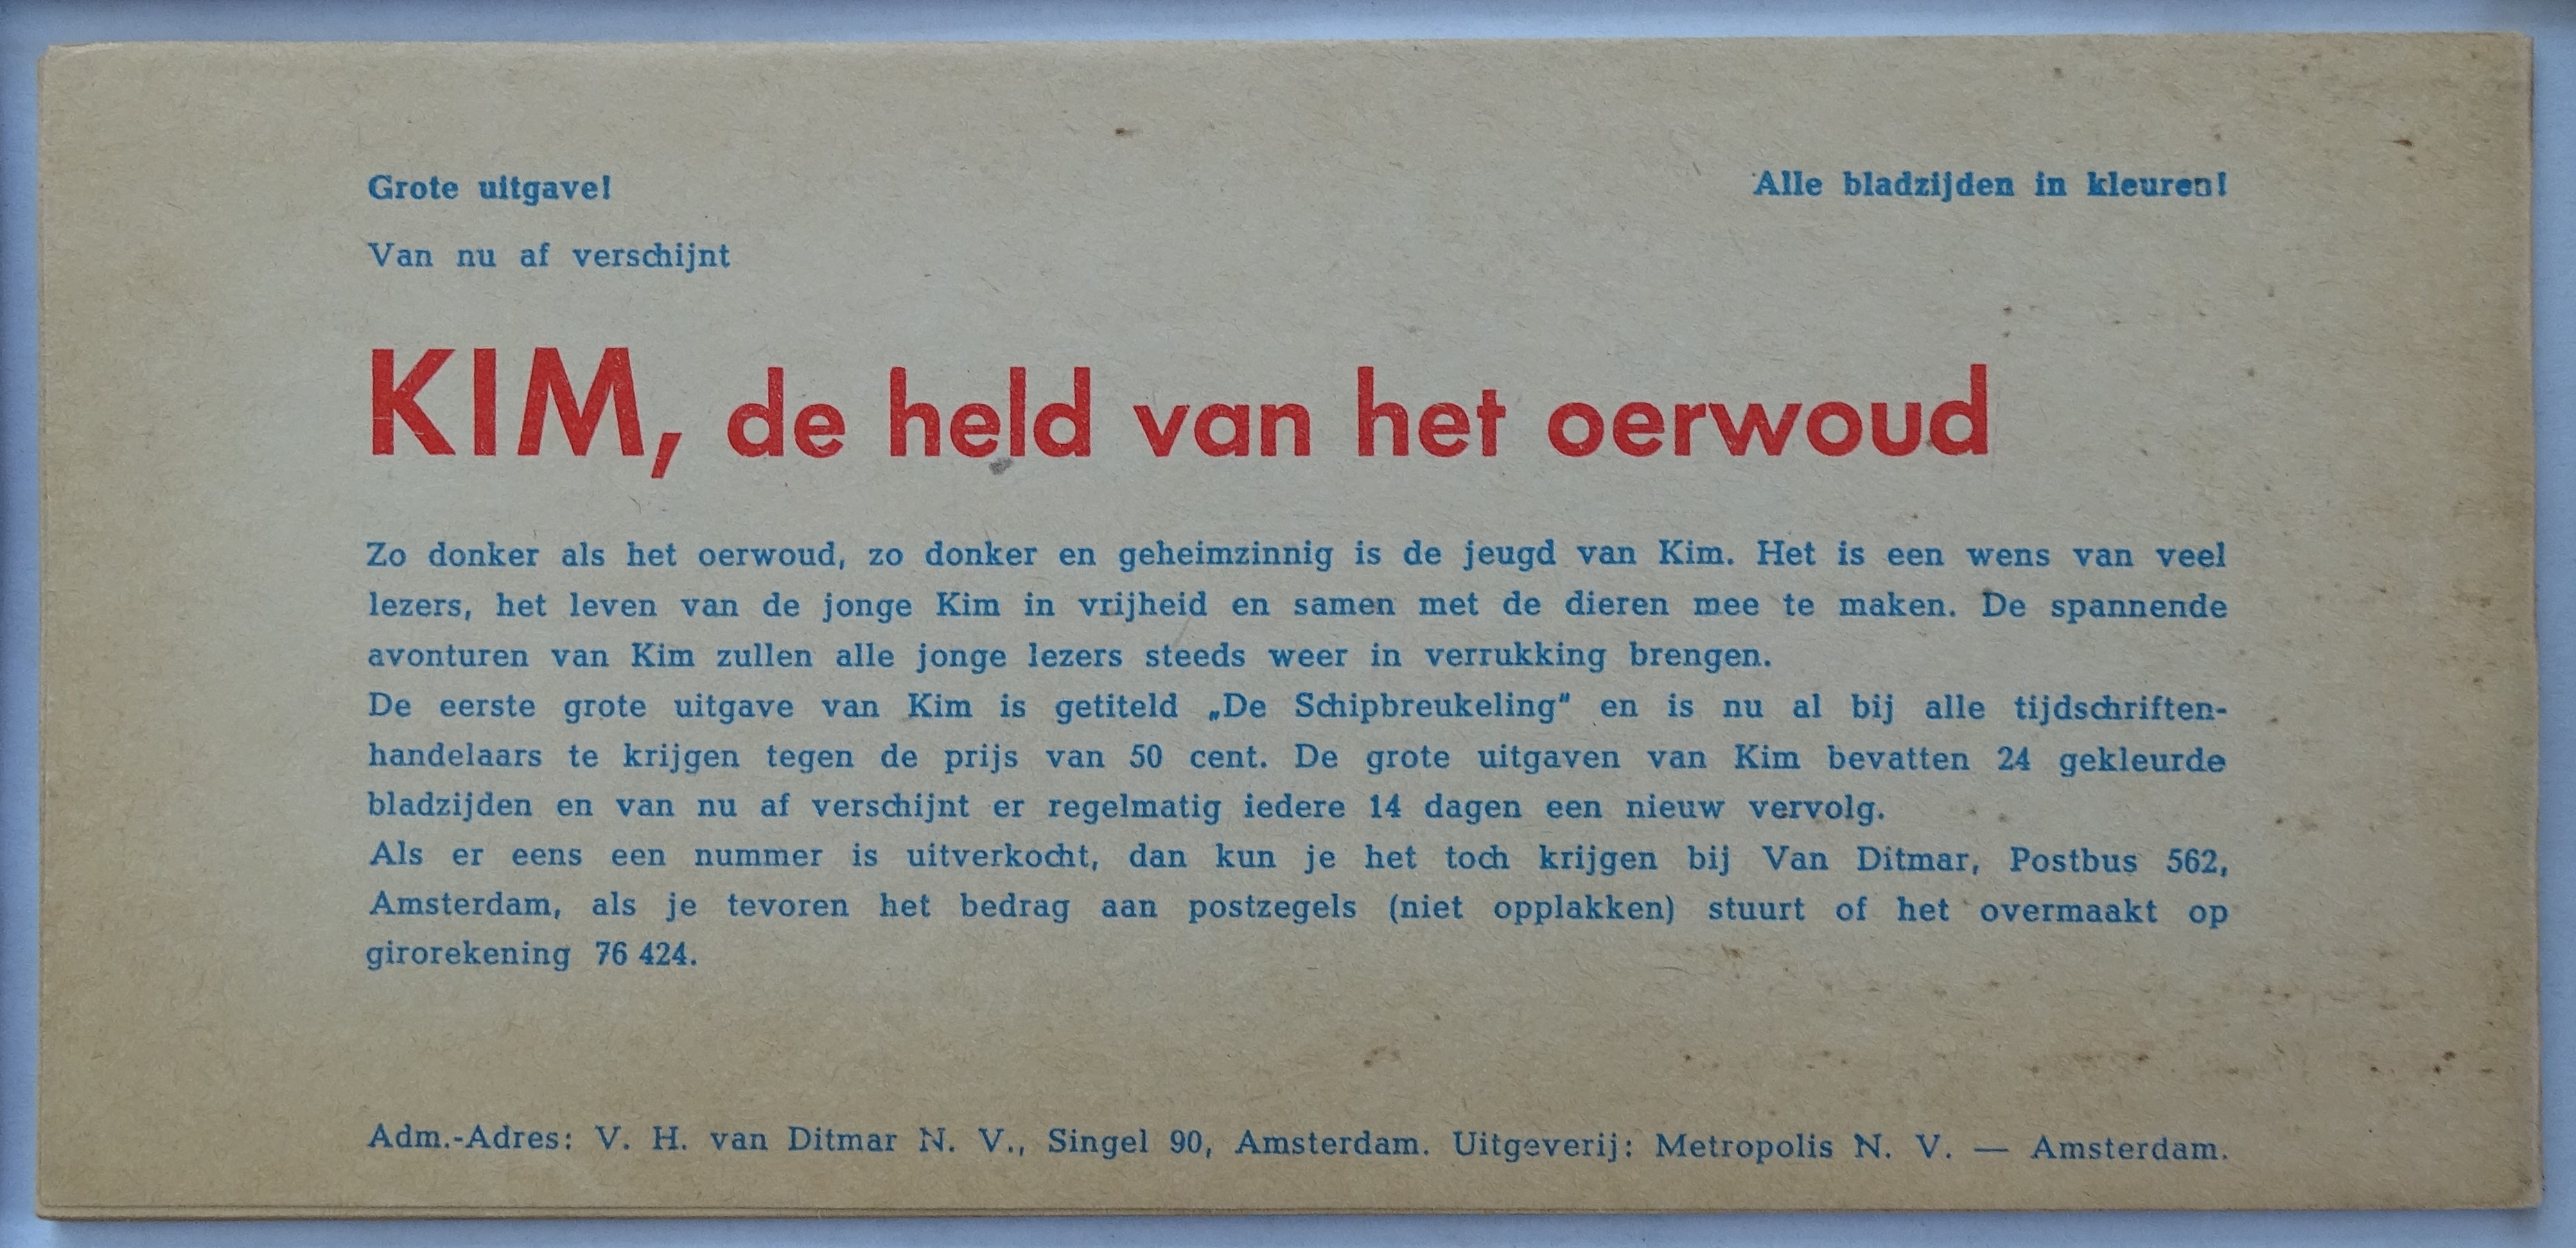 Grote uitgave!
Alle bladzijden in kleuren!
Van nu af verschijnt
KIM, de held van het oerwoud
Zo donker als het oerwoud, zo donker en geheimzinnig is de jeugd van Kim. Het is een wens van veel
lezers, het leven van de jonge Kim in vrijheid en samen met de dieren mee te maken. De spannende
avonturen van Kim zullen alle jonge lezers steeds weer in verrukking brengen.
De eerste grote uitgave van Kim is getiteld „De Schipbreukeling" en is nu al bij alle tijdschriften-
handelaars te krijgen tegen de prijs van 50 cent. De grote uitgaven van Kim bevatten 24 gekleurde
bladzijden en van nu af verschijnt er regelmatig iedere 14 dagen een nieuw vervolg.
Als er eens een nummer is uitverkocht, dan kun je het toch krijgen bij Van Ditmar, Postbus 562,
Amsterdam, als je tevoren het bedrag aan postzegels (niet opplakken) stuurt of het overmaakt op
girorekening 76 424.
Adm.-Adres: V. H. van Ditmar N. V., Singel 90, Amsterdam. Uitgeverij: Metropolis N. V. — Amsterdam.